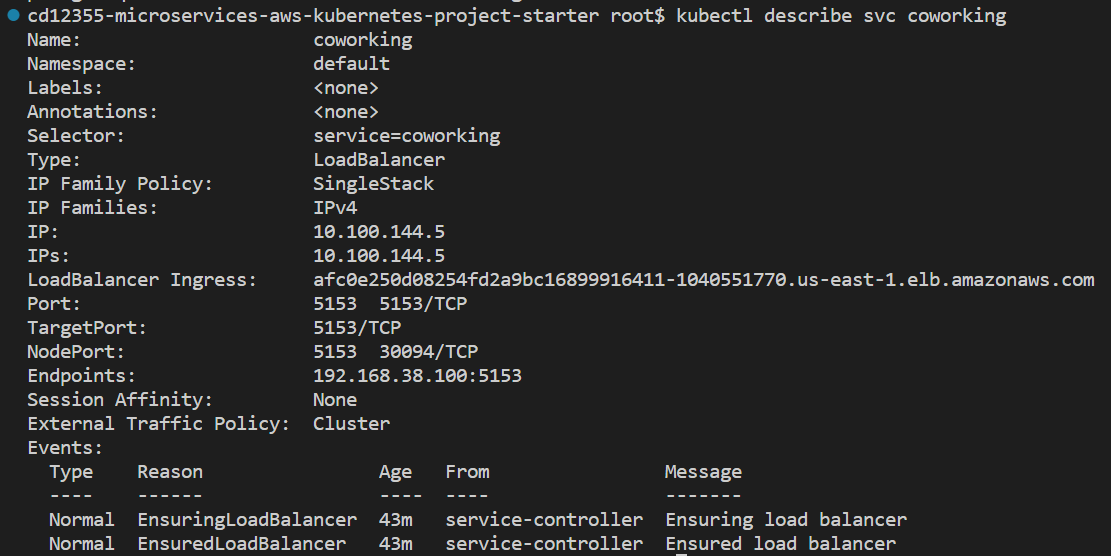 cd12355-microservices-aws-kubernetes-project-starter root$ kubectl describe svc coworking
Name:                     coworking
Namespace:                default
Labels:                   <none>
Annotations:              <none>
Selector:                 service=coworking
Type:                     LoadBalancer
IP Family Policy:         SingleStack
IP Families:              IPv4
IP:                       10.100.144.5
IPs:                      10.100.144.5
LoadBalancer Ingress:     afc0e250d08254fd2a9bc16899916411-1040551770.us-east-1.elb.amazonaws.com
Port:                     5153  5153/TCP
TargetPort:               5153/TCP
NodePort:                 5153  30094/TCP
Endpoints:                192.168.38.100:5153
Session Affinity:         None
External Traffic Policy:  Cluster
Events:
  Type    Reason                Age   From                Message
  ----    ------                ----  ----                -------
  Normal  EnsuringLoadBalancer  43m   service-controller  Ensuring load balancer
  Normal  EnsuredLoadBalancer   43m   service-controller  Ensured load balancer